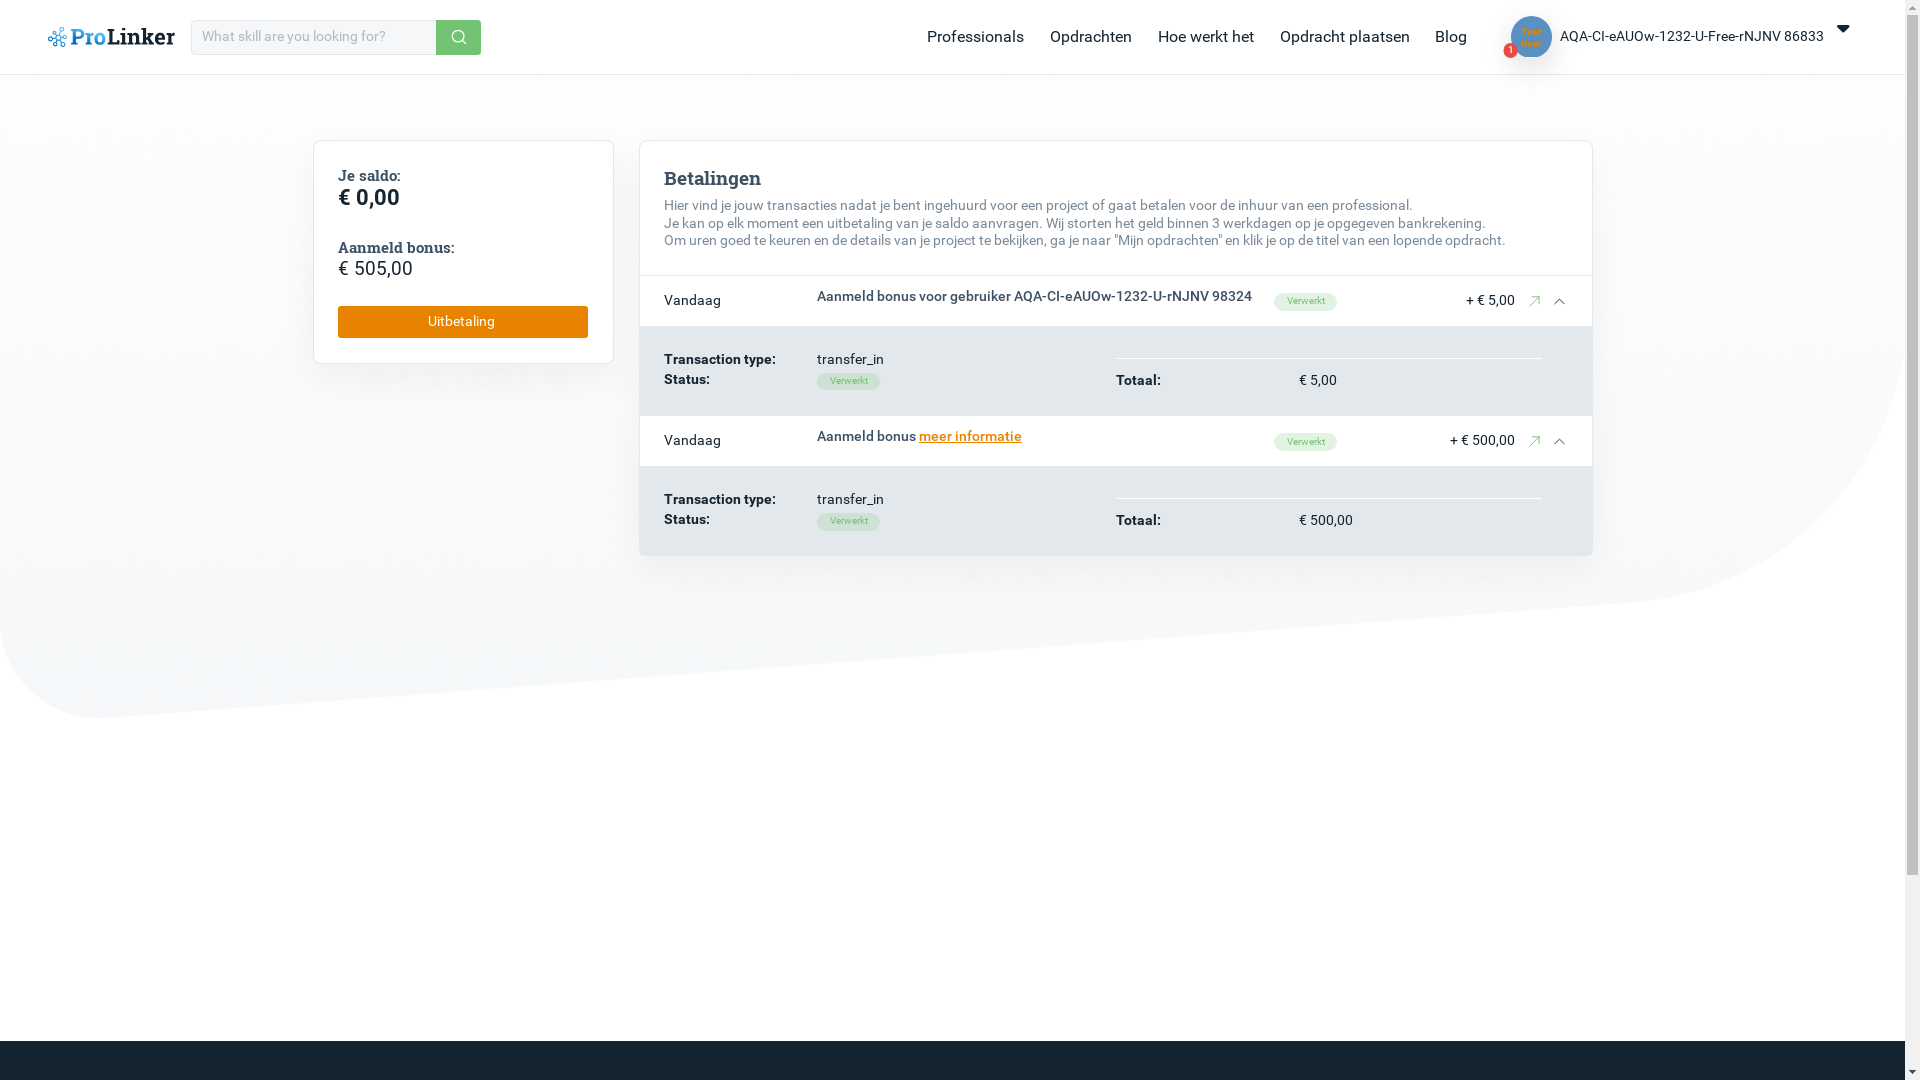 ProLinker
What skill are you looking for?
Professionals
Opdrachten
Hoe werkt het
Opdracht plaatsen
Blog
Test
User
1
AQA-CI-eAUOw-1232-U-Free-rNJNV 86833
Je saldo:
€ 0,00
Aanmeld bonus:
€ 505,00
Uitbetaling
Betalingen
Hier vind je jouw transacties nadat je bent ingehuurd voor een project of gaat betalen voor de inhuur van een professional.
Je kan op elk moment een uitbetaling van je saldo aanvragen. Wij storten het geld binnen 3 werkdagen op je opgegeven bankrekening.
Om uren goed te keuren en de details van je project te bekijken, ga je naar "Mijn opdrachten" en klik je op de titel van een lopende opdracht.
Vandaag Aanmeld bonus voor gebruiker AQA-CI-eAUOw-1232-U-rNJNV 98324 Verwerkt + € 5,00
Transaction type: transfer_in
Status: Verwerkt
Totaal: € 5,00
Vandaag Aanmeld bonus meer informatie Verwerkt + € 500,00
Transaction type: transfer_in
Status: Verwerkt
Totaal: € 500,00